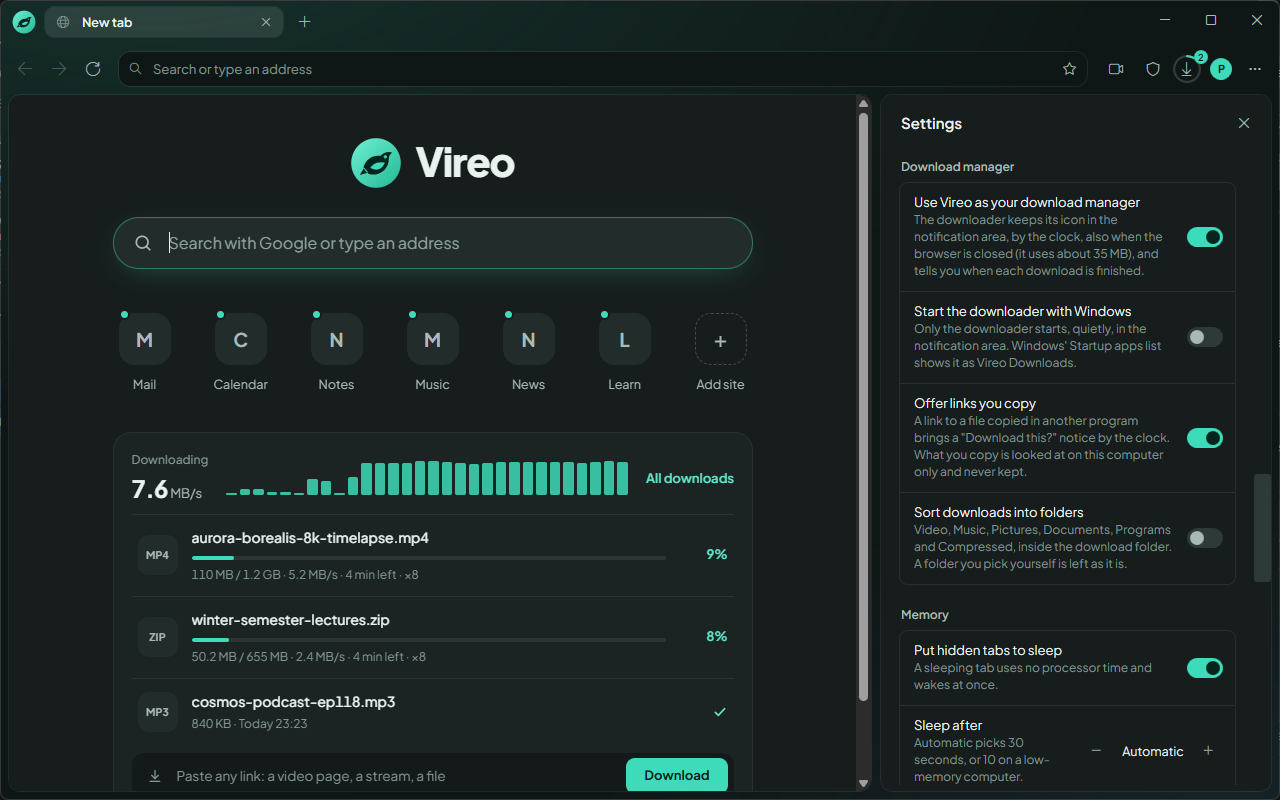 New tab
Search or type an address
2
P
Vireo
Search with Google or type an address
M
C
N
M
N
L
+
Mail
Calendar
Notes
Music
News
Learn
Add site
Downloading
7.6 MB/s
All downloads
MP4
aurora-borealis-8k-timelapse.mp4
110 MB / 1.2 GB · 5.2 MB/s · 4 min left · ×8
9%
ZIP
winter-semester-lectures.zip
50.2 MB / 655 MB · 2.4 MB/s · 4 min left · ×8
8%
MP3
cosmos-podcast-ep118.mp3
840 KB · Today 23:23
Paste any link: a video page, a stream, a file
Download
Settings
Download manager
Use Vireo as your download manager
The downloader keeps its icon in the
notification area, by the clock, also when the
browser is closed (it uses about 35 MB), and
tells you when each download is finished.
Start the downloader with Windows
Only the downloader starts, quietly, in the
notification area. Windows' Startup apps list
shows it as Vireo Downloads.
Offer links you copy
A link to a file copied in another program
brings a "Download this?" notice by the clock.
What you copy is looked at on this computer
only and never kept.
Sort downloads into folders
Video, Music, Pictures, Documents, Programs
and Compressed, inside the download folder.
A folder you pick yourself is left as it is.
Memory
Put hidden tabs to sleep
A sleeping tab uses no processor time and
wakes at once.
Sleep after
Automatic picks 30
seconds, or 10 on a low-
memory computer.
− Automatic +